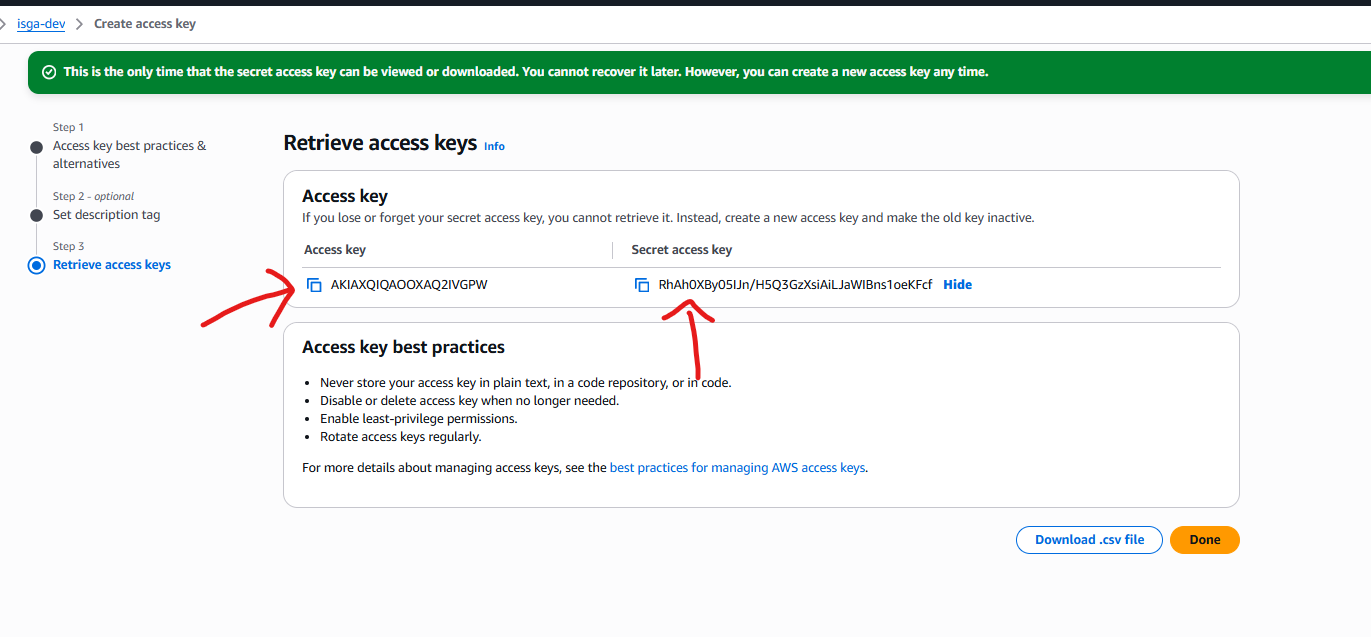 isga-dev > Create access key
This is the only time that the secret access key can be viewed or downloaded. You cannot recover it later. However, you can create a new access key any time.
Step 1
Access key best practices &
alternatives
Step 2 - optional
Set description tag
Step 3
Retrieve access keys
Retrieve access keys Info
Access key
If you lose or forget your secret access key, you cannot retrieve it. Instead, create a new access key and make the old key inactive.
Access key Secret access key
AKIAXQIQAOOXAQ2IVGPW Hide
Access key best practices
• Never store your access key in plain text, in a code repository, or in code.
• Disable or delete access key when no longer needed.
• Enable least-privilege permissions.
• Rotate access keys regularly.
For more details about managing access keys, see the best practices for managing AWS access keys.
Download .csv file Done